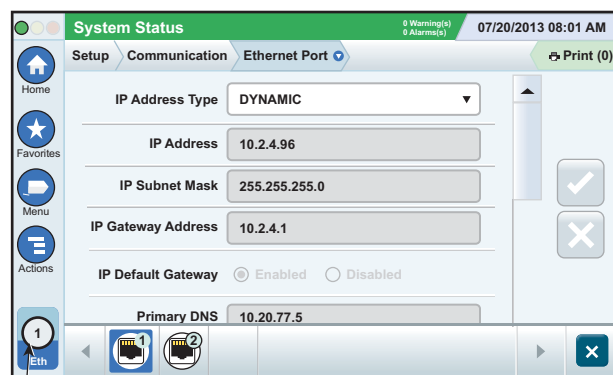 System Status
0 Warning(s)
0 Alarms(s)
07/20/2013 08:01 AM
Setup Communication Ethernet Port
Print (0)
Home
Favorites
Menu
Actions
1
Eth
IP Address Type DYNAMIC
IP Address 10.2.4.96
IP Subnet Mask 255.255.255.0
IP Gateway Address 10.2.4.1
IP Default Gateway Enabled Disabled
Primary DNS 10.20.77.5
1
2